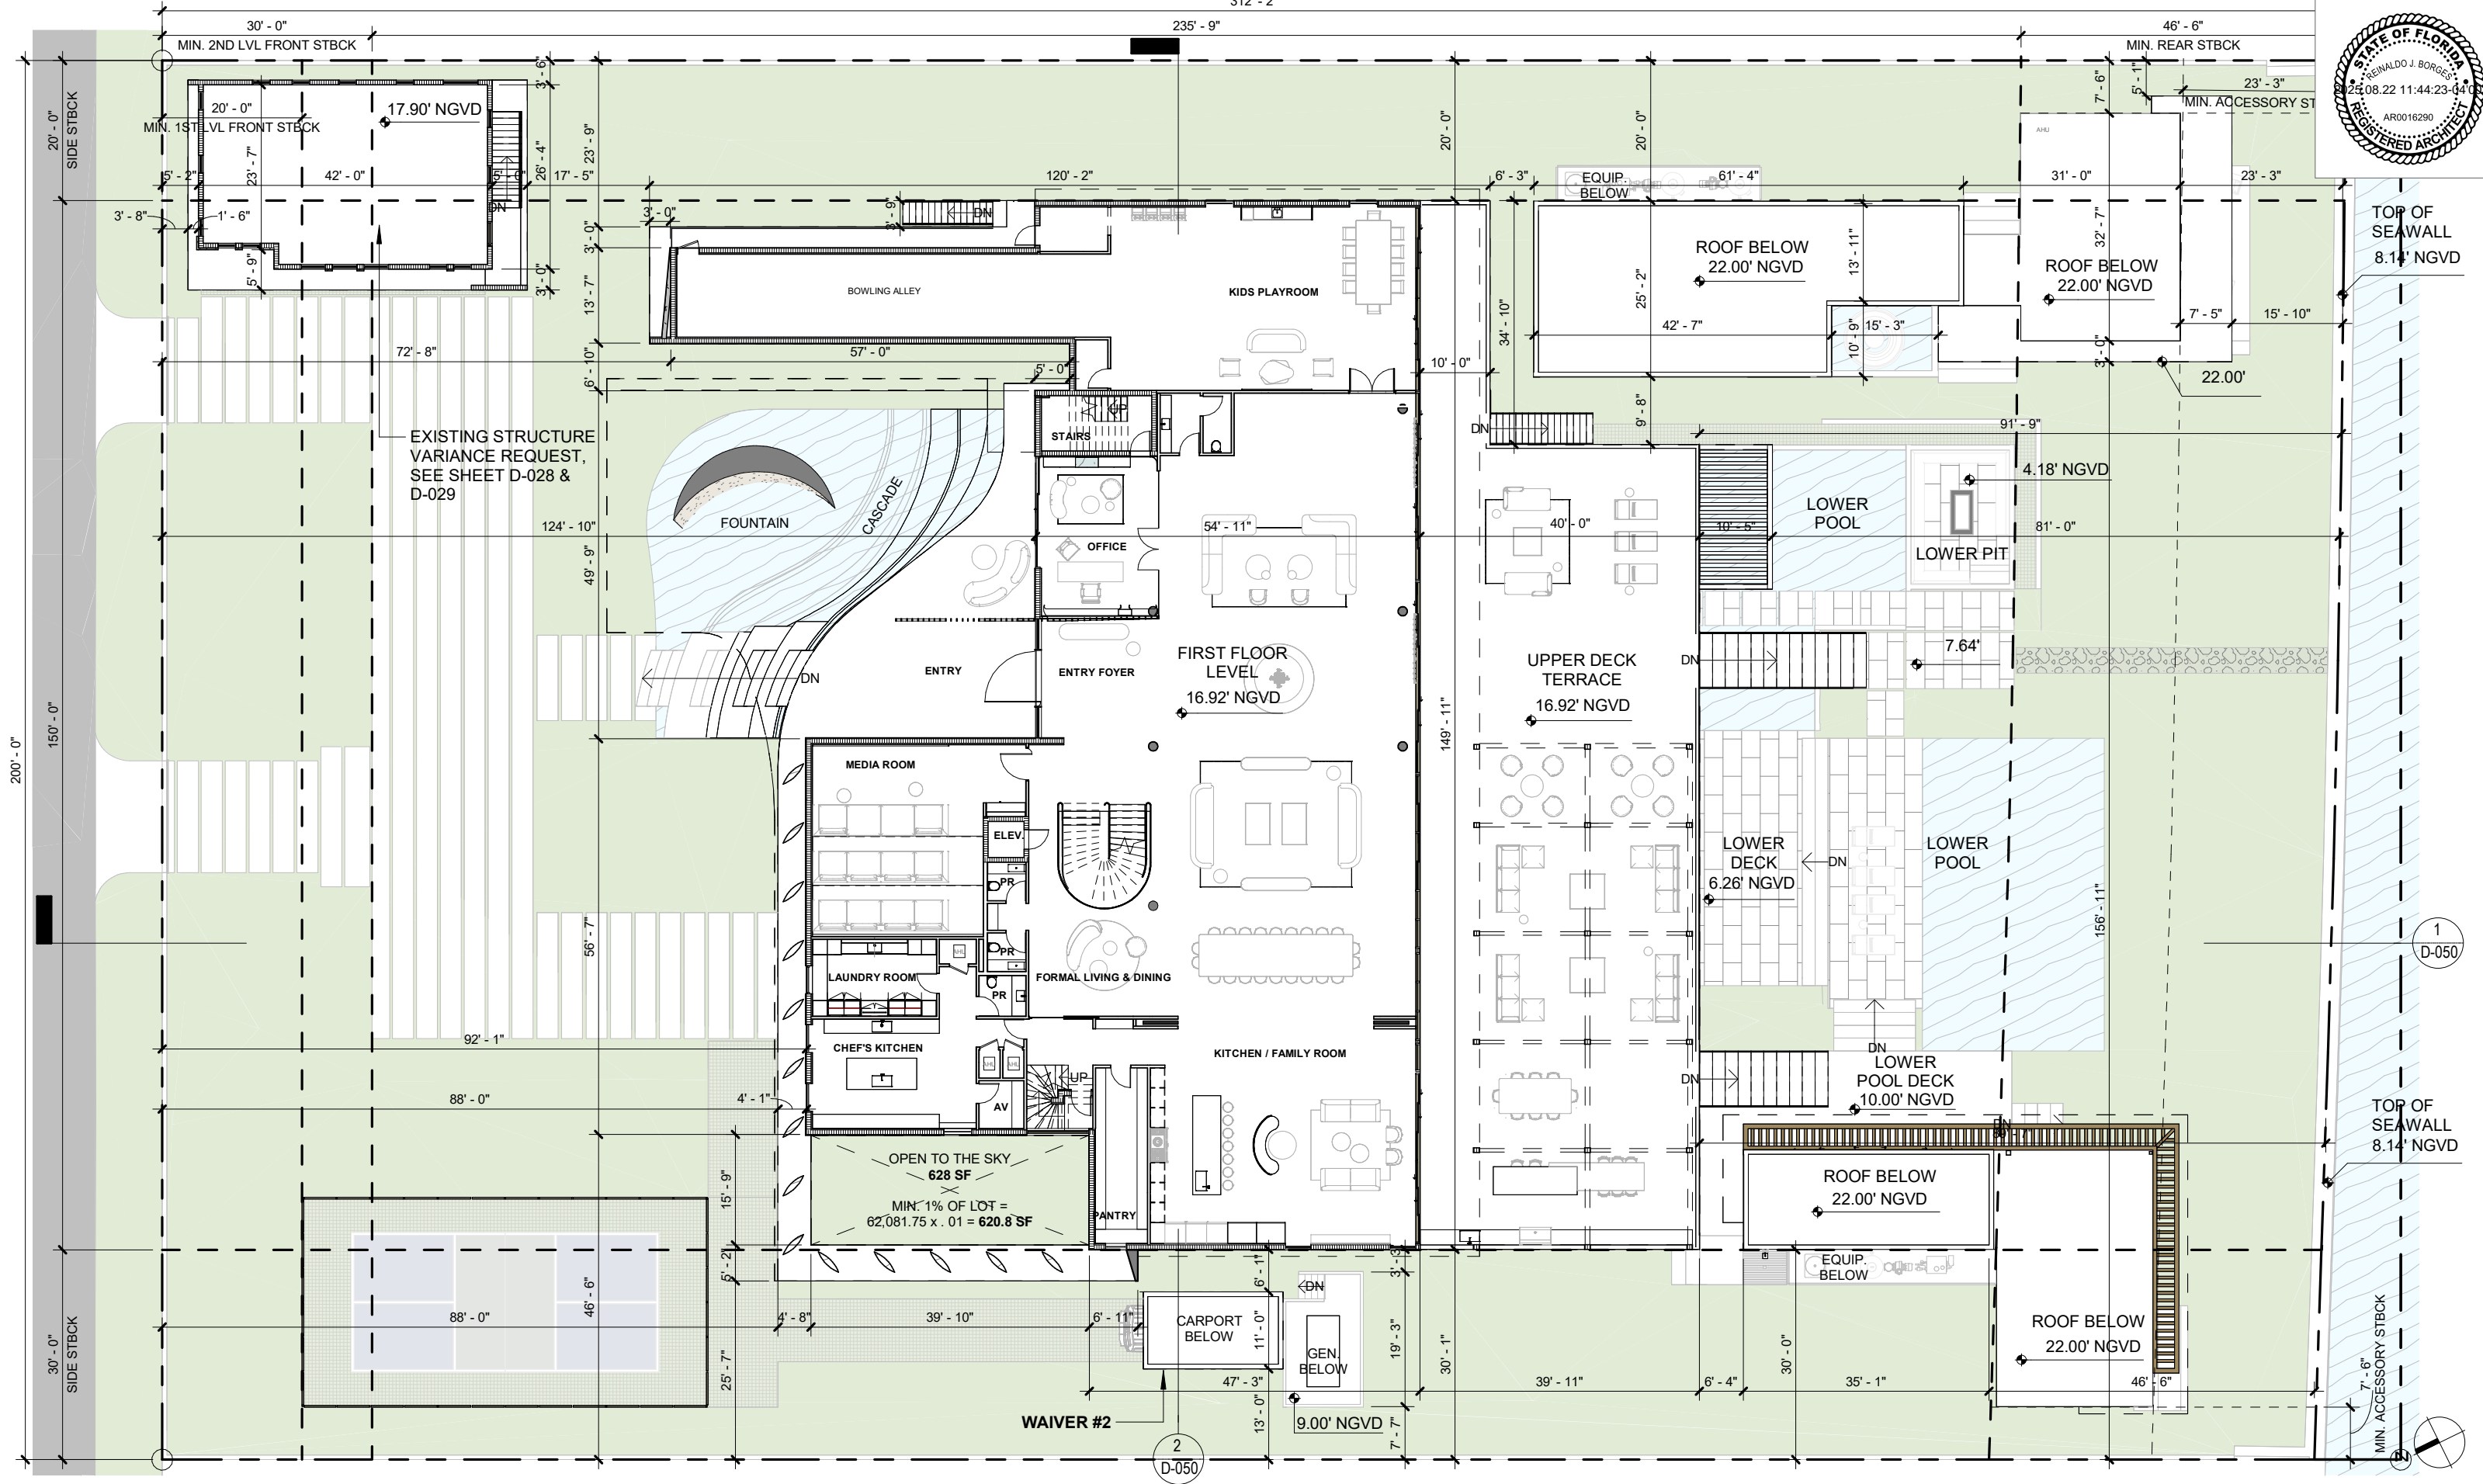 312' - 2"
30' - 0"
235' - 9"
46' - 6"
MIN. 2ND LVL FRONT STBCK
MIN. REAR STBCK
STATE OF FLORIDA
REINALDO J. BORGES
2025.08.22 11:44:23-04'0
AR0016290
REGISTERED ARCHITECT
3' - 6"
7' - 6"
5' - 1"
23' - 3"
MIN. ACCESSORY ST
20' - 0"
SIDE STBCK
20' - 0"
17.90' NGVD
MIN. 1ST LVL FRONT STBCK
23' - 7"
26' - 4"
23' - 9"
20' - 0"
20' - 0"
AHU
5' - 2"
42' - 0"
5' - 0"
17' - 5"
120' - 2"
6' - 3"
EQUIP.
BELOW
61' - 4"
31' - 0"
23' - 3"
3' - 8"
1' - 6"
DN
3' - 0"
3' - 9"
DN
TOP OF
SEAWALL
8.14' NGVD
5' - 9"
3' - 0"
3' - 0"
13' - 7"
BOWLING ALLEY
KIDS PLAYROOM
ROOF BELOW
22.00' NGVD
13' - 11"
25' - 2"
32' - 7"
ROOF BELOW
22.00' NGVD
34' - 10"
42' - 7"
15' - 3"
10' - 9"
7' - 5"
15' - 10"
72' - 8"
6' - 10"
57' - 0"
5' - 0"
10' - 0"
3' - 0"
22.00'
UP
STAIRS
DN
9' - 8"
91' - 9"
EXISTING STRUCTURE
VARIANCE REQUEST,
SEE SHEET D-028 &
D-029
4.18' NGVD
CASCADE
FOUNTAIN
LOWER
POOL
LOWER PIT
124' - 10"
54' - 11"
40' - 0"
10' - 5"
81' - 0"
OFFICE
49' - 9"
ENTRY
ENTRY FOYER
FIRST FLOOR
LEVEL
16.92' NGVD
UPPER DECK
TERRACE
16.92' NGVD
DN
7.64'
DN
200' - 0"
150' - 0"
149' - 11"
MEDIA ROOM
ELEV.
PR
PR
LOWER
DECK
6.26' NGVD
DN
LOWER
POOL
156' - 11"
1
D-050
56' - 7"
AHU
LAUNDRY ROOM
PR
FORMAL LIVING & DINING
92' - 1"
CHEF'S KITCHEN
AHU
AHU
KITCHEN / FAMILY ROOM
UP
AV
DN
DN
LOWER
POOL DECK
10.00' NGVD
88' - 0"
4' - 1"
DN
TOP OF
SEAWALL
8.14' NGVD
OPEN TO THE SKY
628 SF
MIN. 1% OF LOT =
62,081.75 x . 01 = 620.8 SF
15' - 9"
PANTRY
ROOF BELOW
22.00' NGVD
5' - 2"
46' - 6"
6' - 1"
3' - 3"
DN
EQUIP.
BELOW
88' - 0"
4' - 8"
39' - 10"
6' - 11"
CARPORT
BELOW
11' - 0"
GEN.
BELOW
19' - 3"
30' - 1"
30' - 0"
ROOF BELOW
22.00' NGVD
30' - 0"
SIDE STBCK
25' - 7"
47' - 3"
39' - 11"
6' - 4"
35' - 1"
46' - 6"
7' - 6"
MIN. ACCESSORY STBCK
WAIVER #2
13' - 0"
9.00' NGVD
7' - 7"
2
D-050